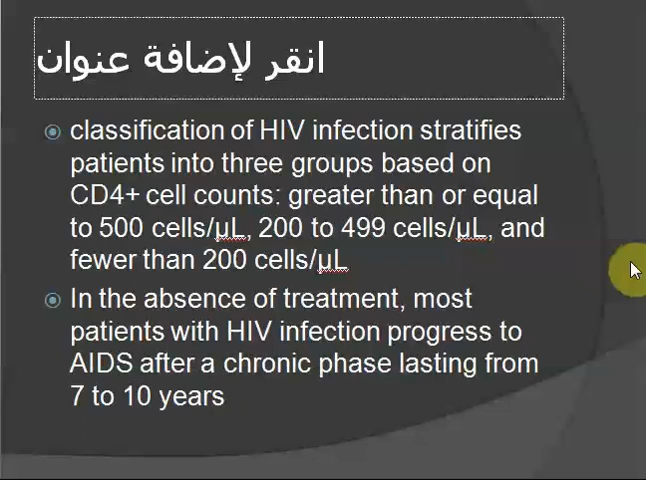 انقر لإضافة عنوان
classification of HIV infection stratifies
patients into three groups based on
CD4+ cell counts: greater than or equal
to 500 cells/µL, 200 to 499 cells/µL, and
fewer than 200 cells/µL
In the absence of treatment, most
patients with HIV infection progress to
AIDS after a chronic phase lasting from
7 to 10 years